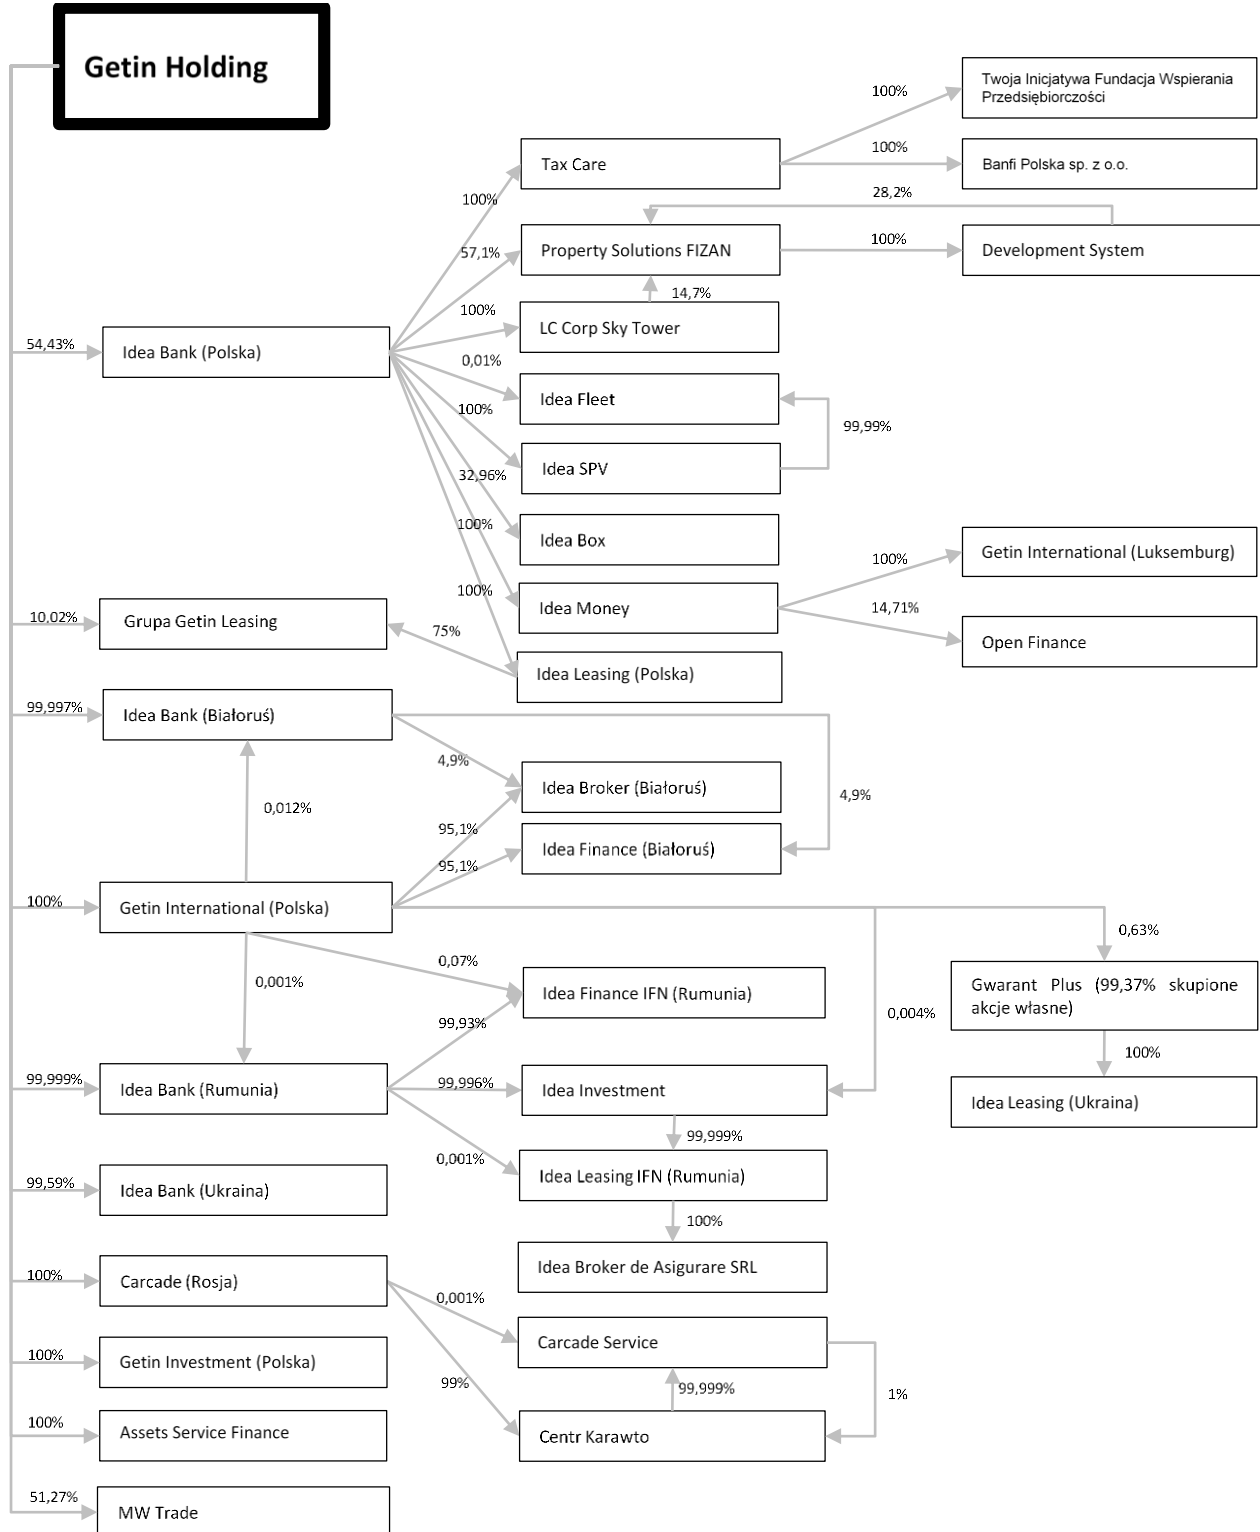 Getin Holding
Twoja Inicjatywa Fundacja Wspierania
Przedsiębiorczości
100%
Tax Care
100%
Banfi Polska sp. z o.o.
28,2%
100%
57,1%
Property Solutions FIZAN
100%
Development System
14,7%
100%
LC Corp Sky Tower
54,43%
Idea Bank (Polska)
0,01%
Idea Fleet
100%
99,99%
Idea SPV
32,96%
100%
Idea Box
Getin International (Luksemburg)
100%
100%
Idea Money
14,71%
10,02%
Grupa Getin Leasing
75%
Open Finance
Idea Leasing (Polska)
99,997%
Idea Bank (Białoruś)
4,9%
Idea Broker (Białoruś)
4,9%
0,012%
95,1%
Idea Finance (Białoruś)
95,1%
100%
Getin International (Polska)
0,63%
0,07%
0,001%
Idea Finance IFN (Rumunia)
Gwarant Plus (99,37% skupione
akcje własne)
0,004%
99,93%
100%
99,999%
Idea Bank (Rumunia)
99,996%
Idea Investment
Idea Leasing (Ukraina)
99,999%
0,001%
Idea Leasing IFN (Rumunia)
99,59%
Idea Bank (Ukraina)
100%
Idea Broker de Asigurare SRL
100%
Carcade (Rosja)
0,001%
Carcade Service
100%
Getin Investment (Polska)
99%
99,999%
1%
100%
Assets Service Finance
Centr Karawto
51,27%
MW Trade